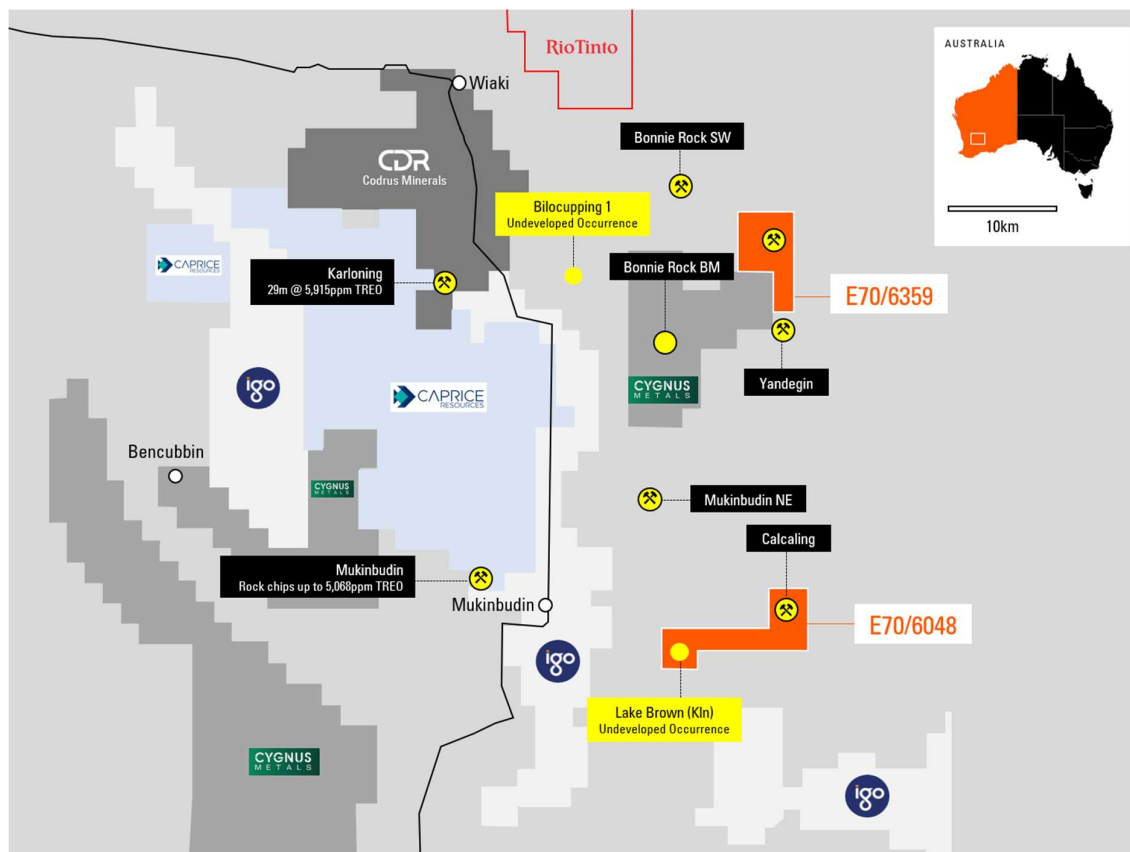 RioTinto
AUSTRALIA
10km
Wiaki
CDR
Codrus Minerals
Bonnie Rock SW
Bilocupping 1
Undeveloped Occurrence
CAPRICE
RESOURCES
Karloning
29m @ 5,915ppm TREO
Bonnie Rock BM
E70/6359
Yandegin
igo
CAPRICE
RESOURCES
CYGNUS
METALS
Bencubbin
CYGNUS
METALS
Mukinbudin NE
Calcaling
Mukinbudin
Rock chips up to 5,068ppm TREO
Mukinbudin
E70/6048
igo
Lake Brown (Kln)
Undeveloped Occurrence
CYGNUS
METALS
igo